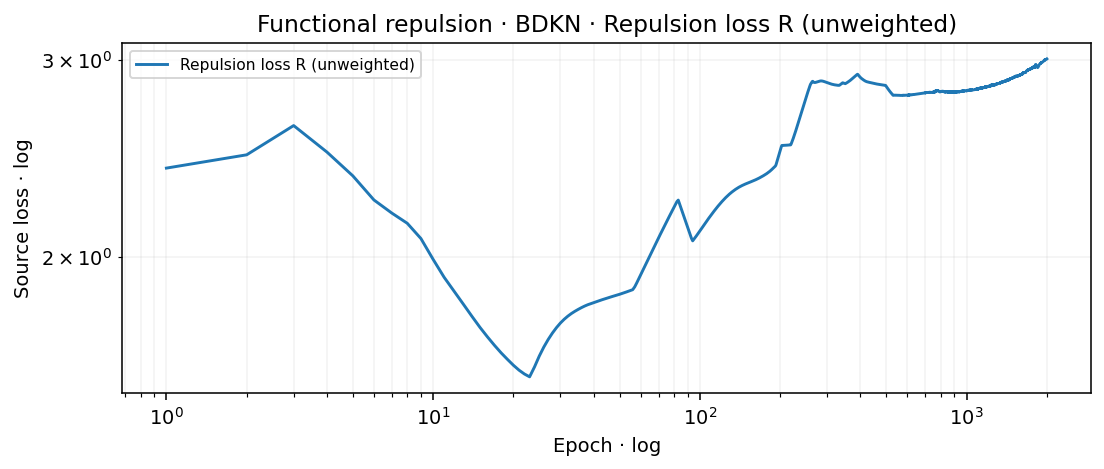 Functional repulsion · BDKN · Repulsion loss R (unweighted)
Repulsion loss R (unweighted)
3 × 10⁰
2 × 10⁰
Source loss · log
10⁰ 10¹ 10² 10³
Epoch · log